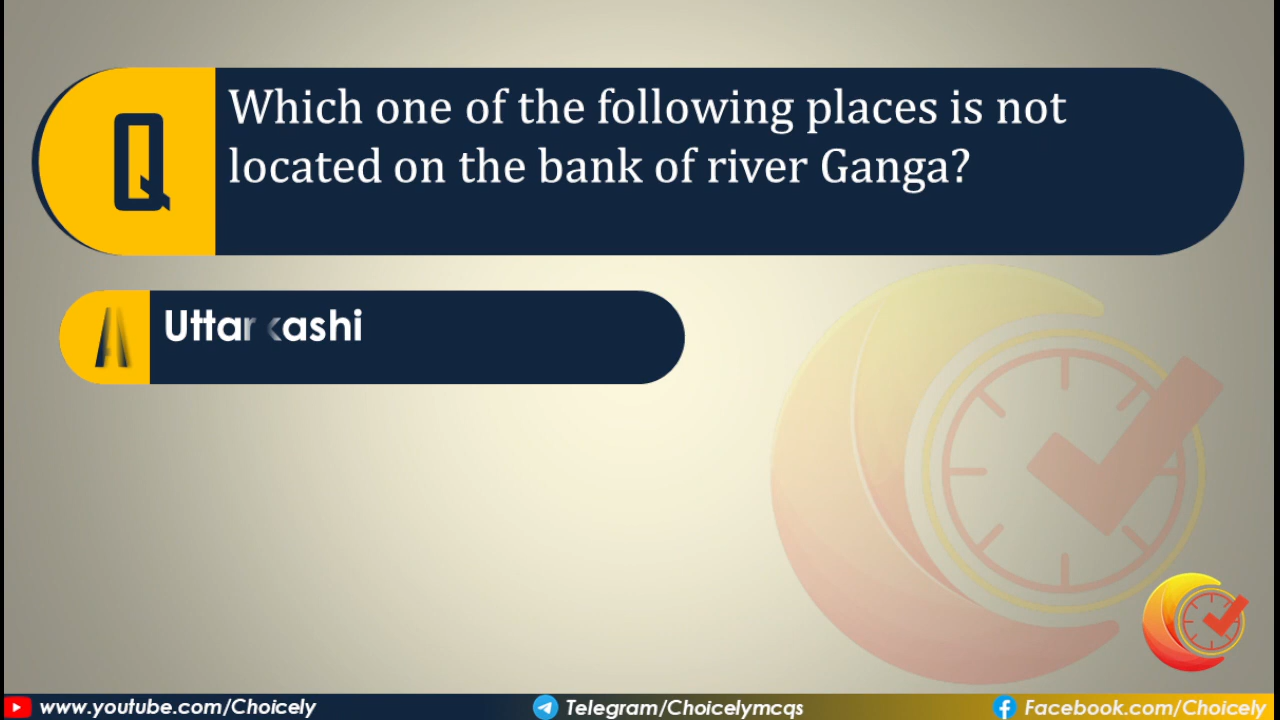 Q
Which one of the following places is not
located on the bank of river Ganga?
A
Uttarkashi
www.youtube.com/Choicely
Telegram/Choicelymcqs
Facebook.com/Choicely